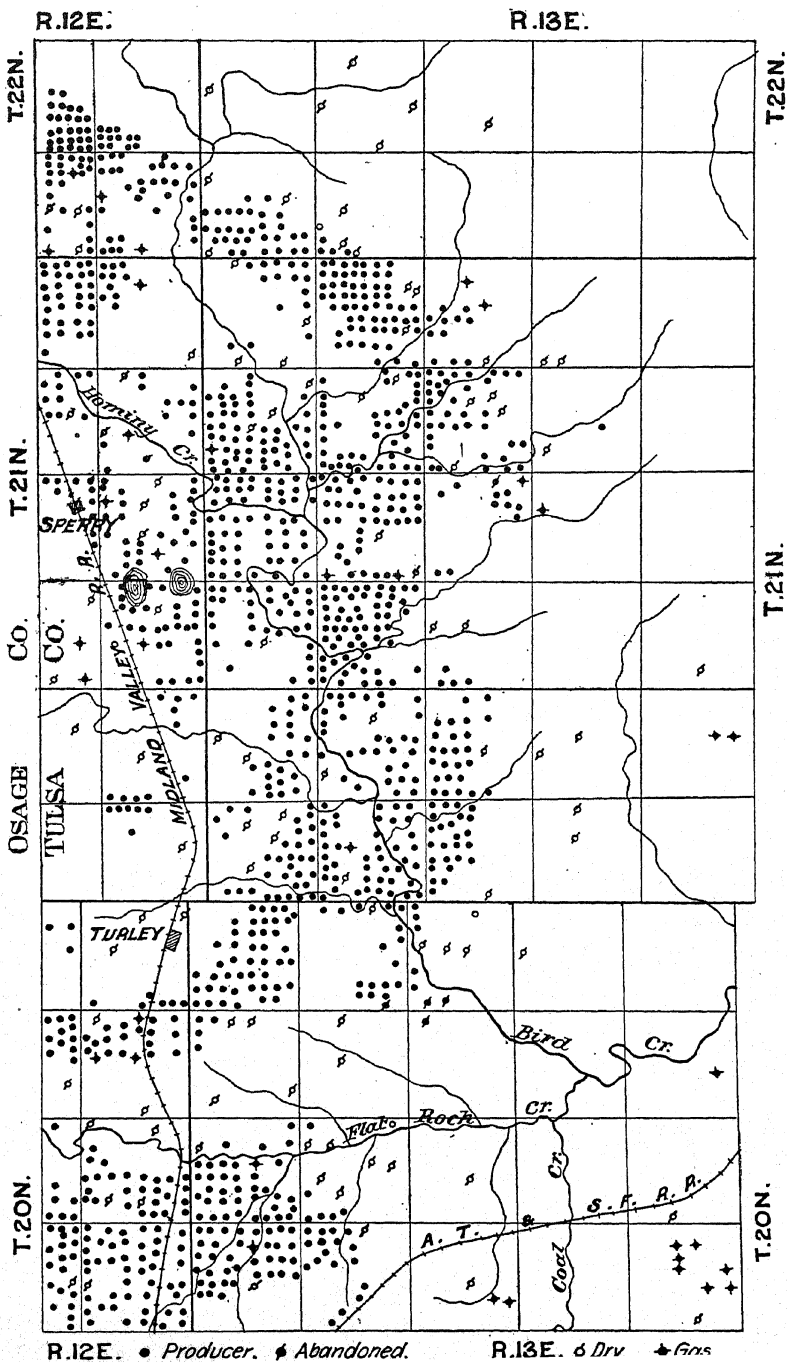 R.12E. R.13E.
T.22N. T.22N.
Hominy Cr.
T.21N.
SPERRY
T.21N.
R. R.
OSAGE Co.
TULSA Co.
MIDLAND VALLEY
TURLEY
Bird Cr.
Flat Rock Cr.
Coal Cr.
A. T. & S. F. R. R.
T.20N. T.20N.
R.12E. Producer. Abandoned. R.13E. Dry Gas